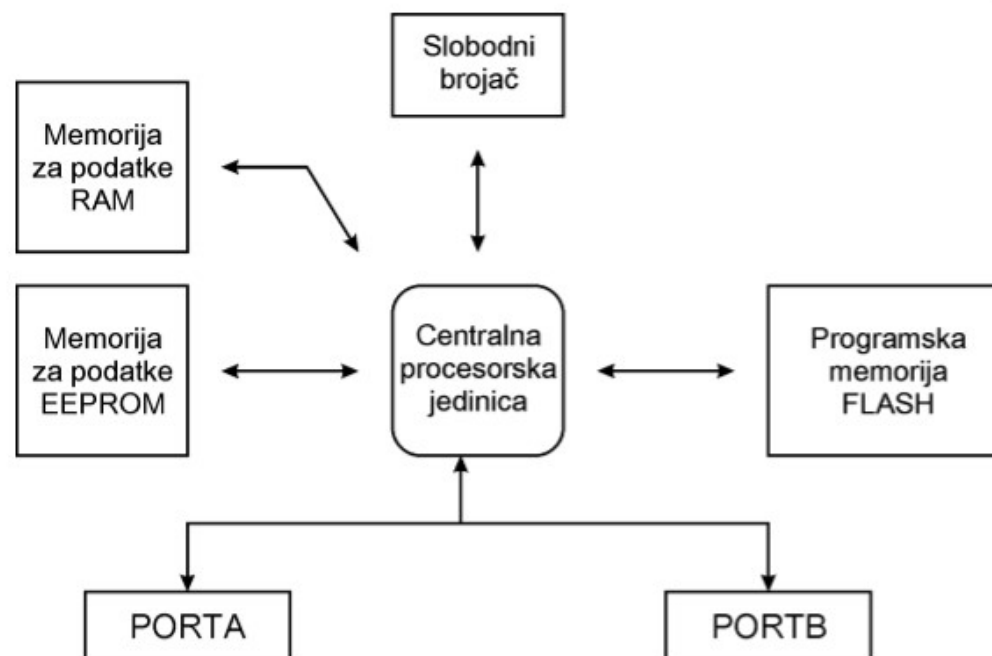 Slobodni
brojač
Memorija
za podatke
RAM
Memorija
za podatke
EEPROM
Centralna
procesorska
jedinica
Programska
memorija
FLASH
PORTA
PORTB